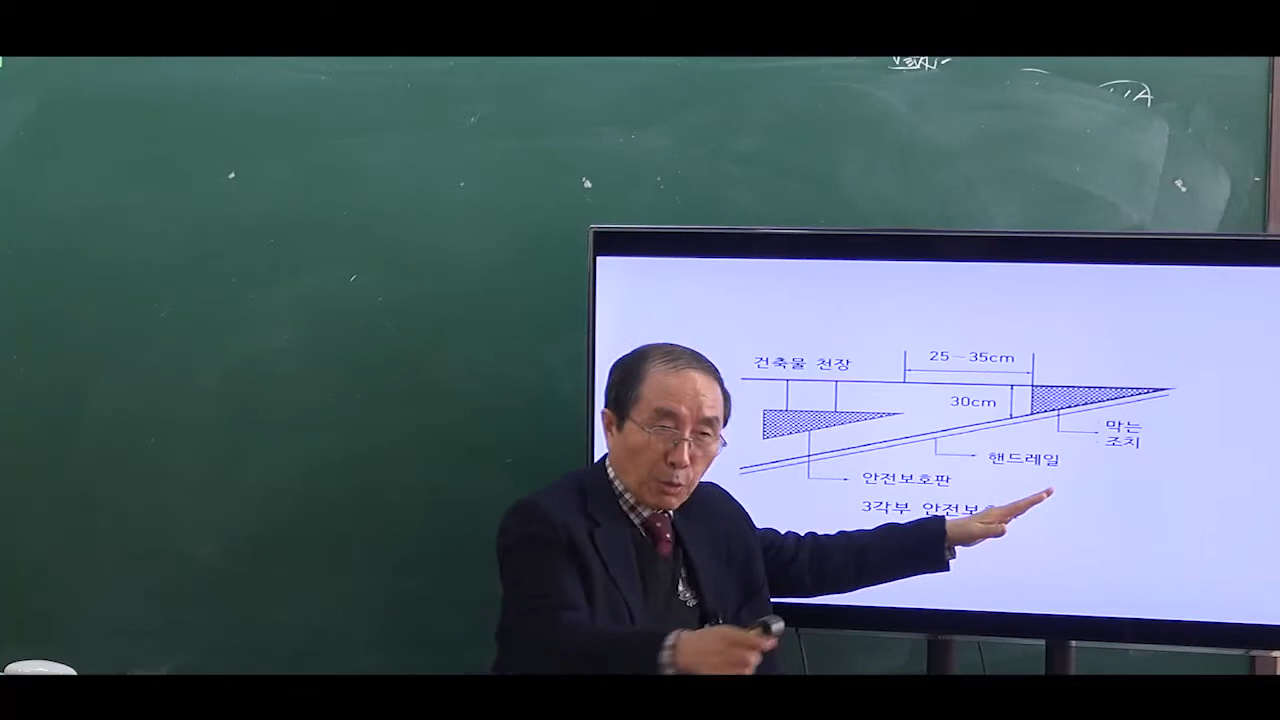 건축물 천장
25~35cm
30cm
막는
조치
핸드레일
안전보호판
3각부 안전보호